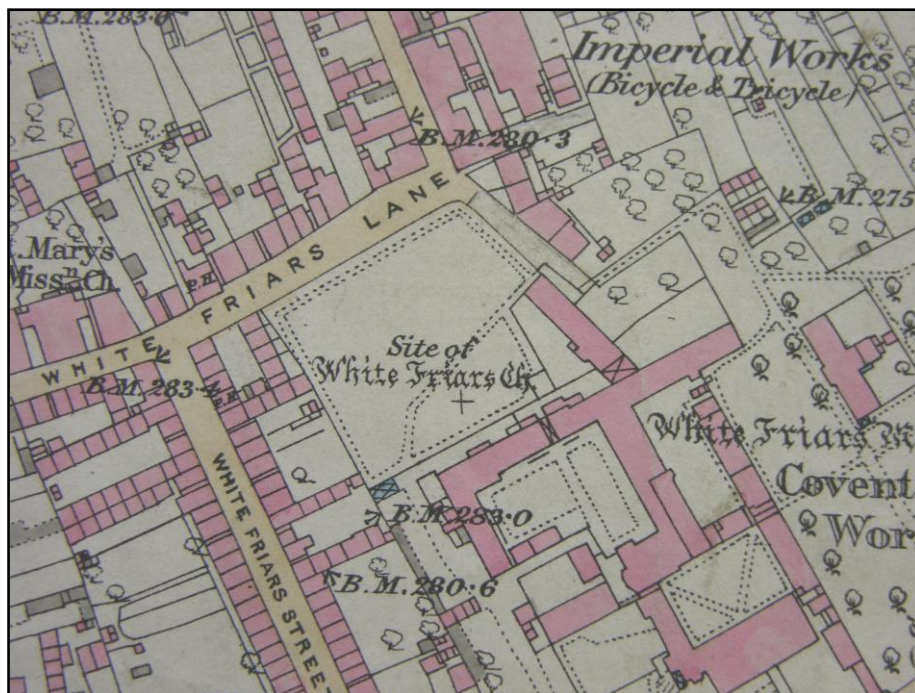 B.M. 283·0
Imperial Works
(Bicycle & Tricycle)
B.M. 280·3
B.M. 275
WHITE FRIARS LANE
. Mary's
Missn. Ch.
P.H.
Site of
White Friars Ch.
B.M. 283·4
P.H.
White Friars M
Covent
Wor
WHITE FRIARS STREET
B.M. 283·0
B.M. 280·6